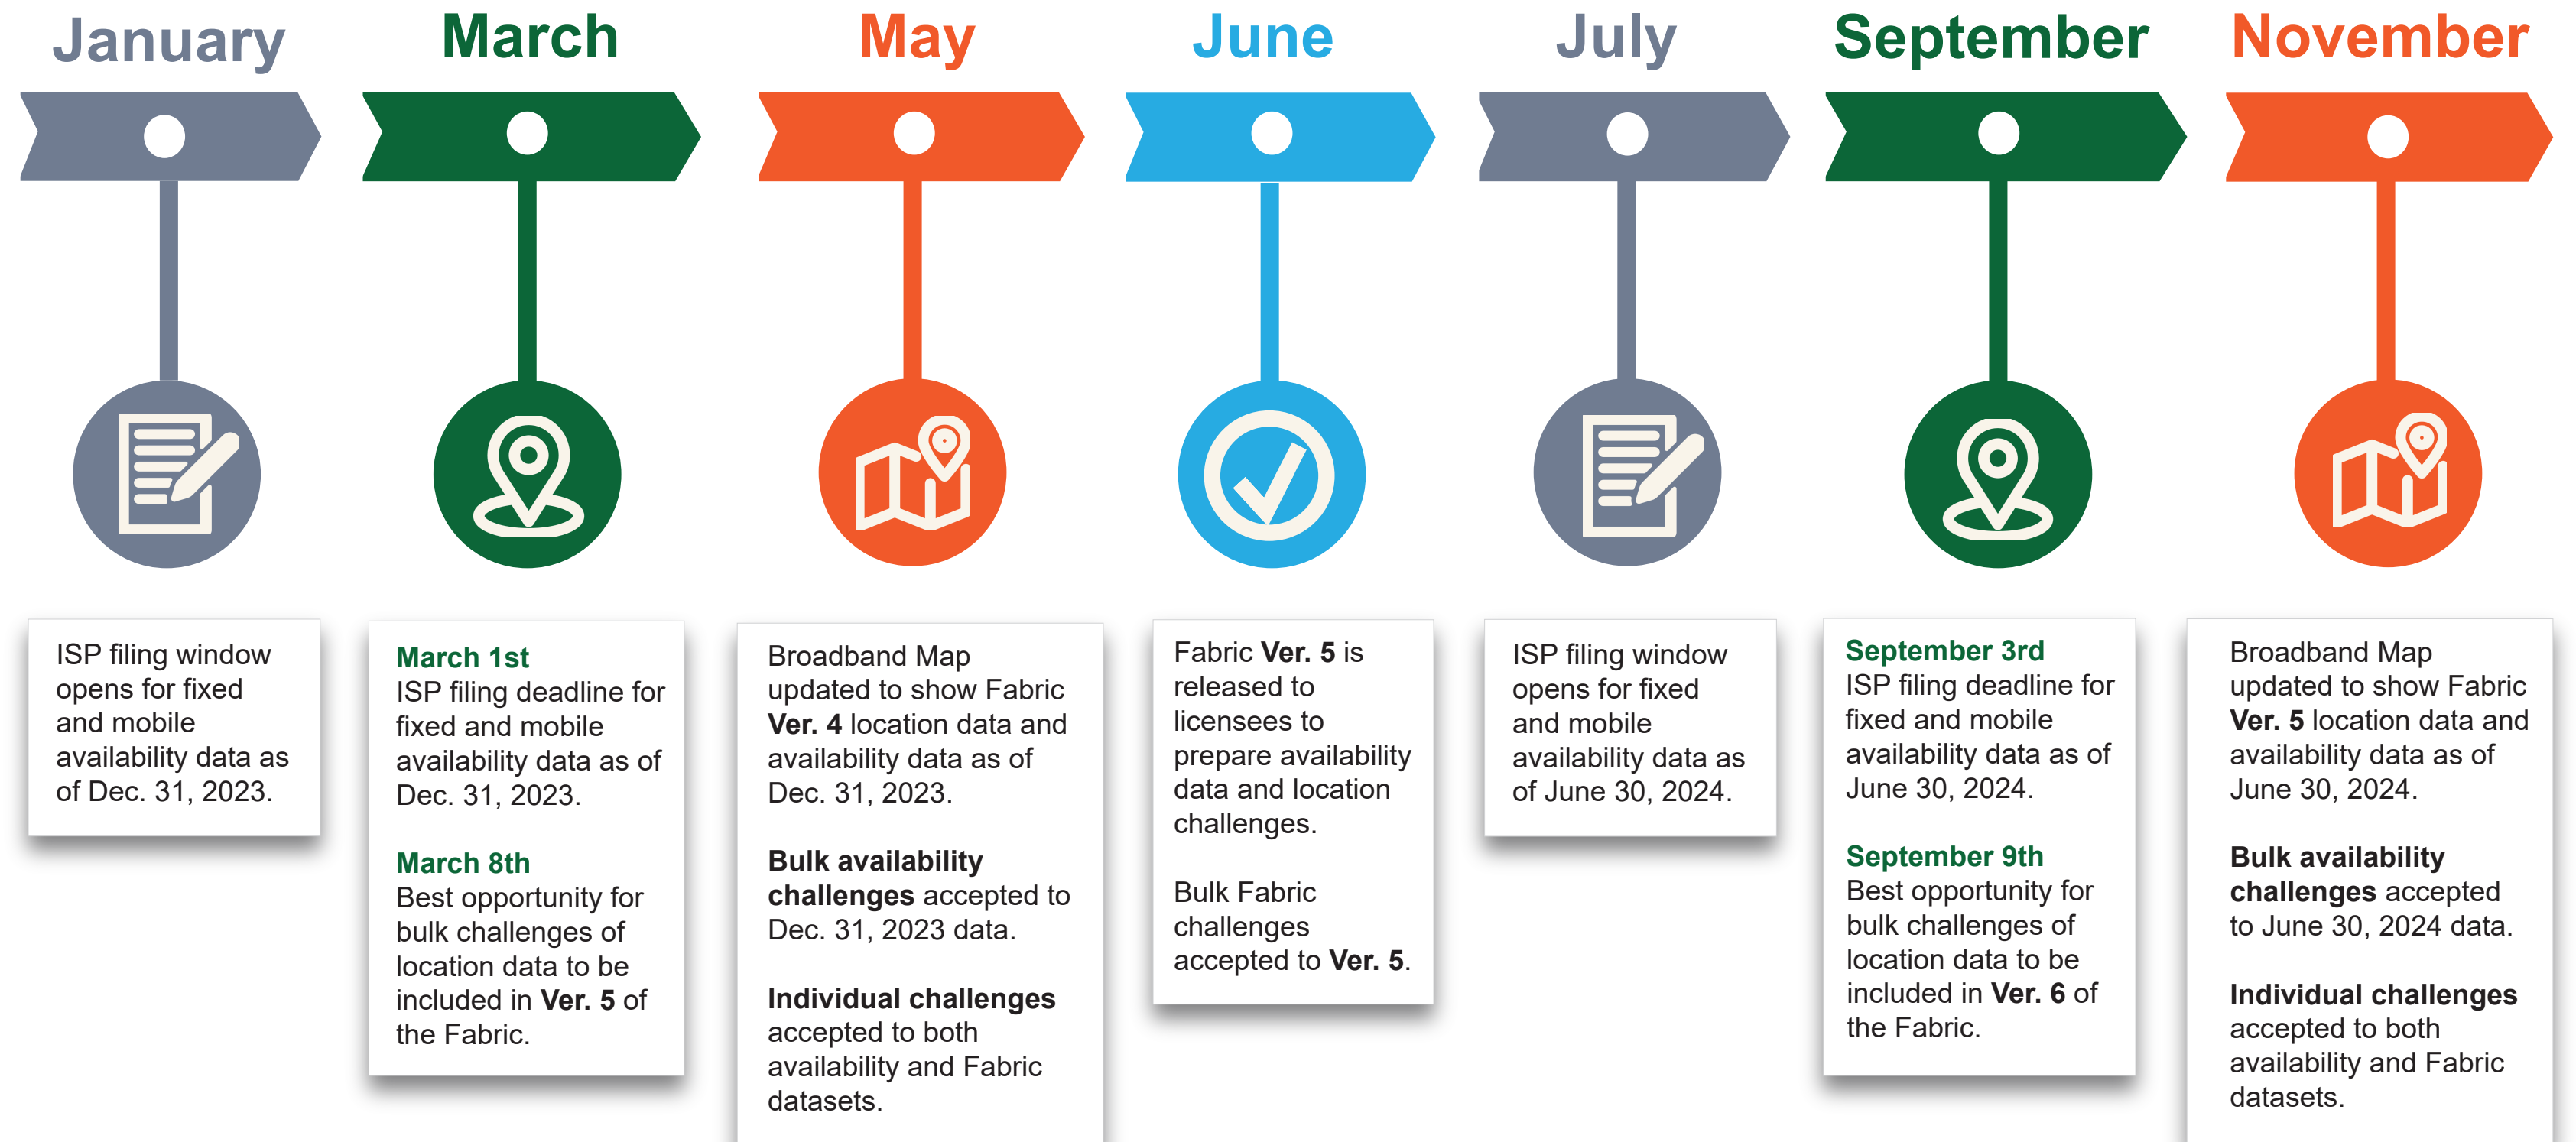 January
March
May
June
July
September
November
ISP filing window
opens for fixed
and mobile
availability data as
of Dec. 31, 2023.
March 1st
ISP filing deadline for
fixed and mobile
availability data as of
Dec. 31, 2023.
March 8th
Best opportunity for
bulk challenges of
location data to be
included in Ver. 5 of
the Fabric.
Broadband Map
updated to show Fabric
Ver. 4 location data and
availability data as of
Dec. 31, 2023.
Bulk availability
challenges accepted to
Dec. 31, 2023 data.
Individual challenges
accepted to both
availability and Fabric
datasets.
Fabric Ver. 5 is
released to
licensees to
prepare availability
data and location
challenges.
Bulk Fabric
challenges
accepted to Ver. 5.
ISP filing window
opens for fixed
and mobile
availability data as
of June 30, 2024.
September 3rd
ISP filing deadline for
fixed and mobile
availability data as of
June 30, 2024.
September 9th
Best opportunity for
bulk challenges of
location data to be
included in Ver. 6 of
the Fabric.
Broadband Map
updated to show Fabric
Ver. 5 location data and
availability data as of
June 30, 2024.
Bulk availability
challenges accepted
to June 30, 2024 data.
Individual challenges
accepted to both
availability and Fabric
datasets.